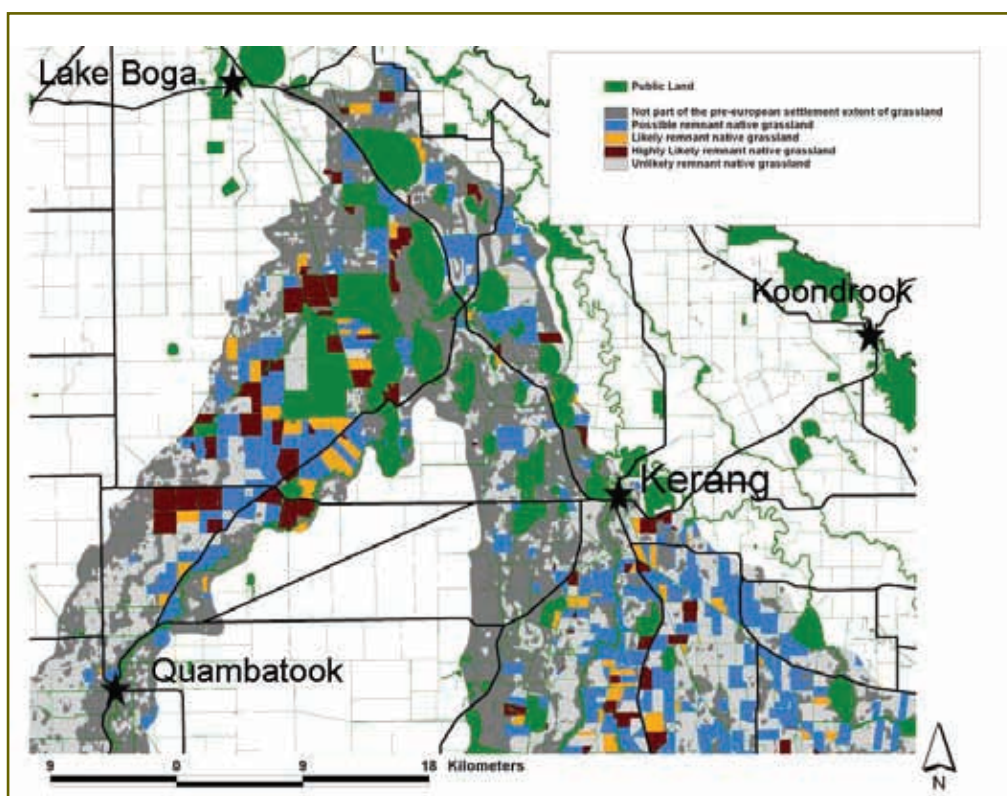 Lake Boga
Public Land
Not part of the pre-european settlement extent of grassland
Possible remnant native grassland
Likely remnant native grassland
Highly Likely remnant native grassland
Unlikely remnant native grassland
Koondrook
Kerang
Quambatook
9 0 9 18 Kilometers
N